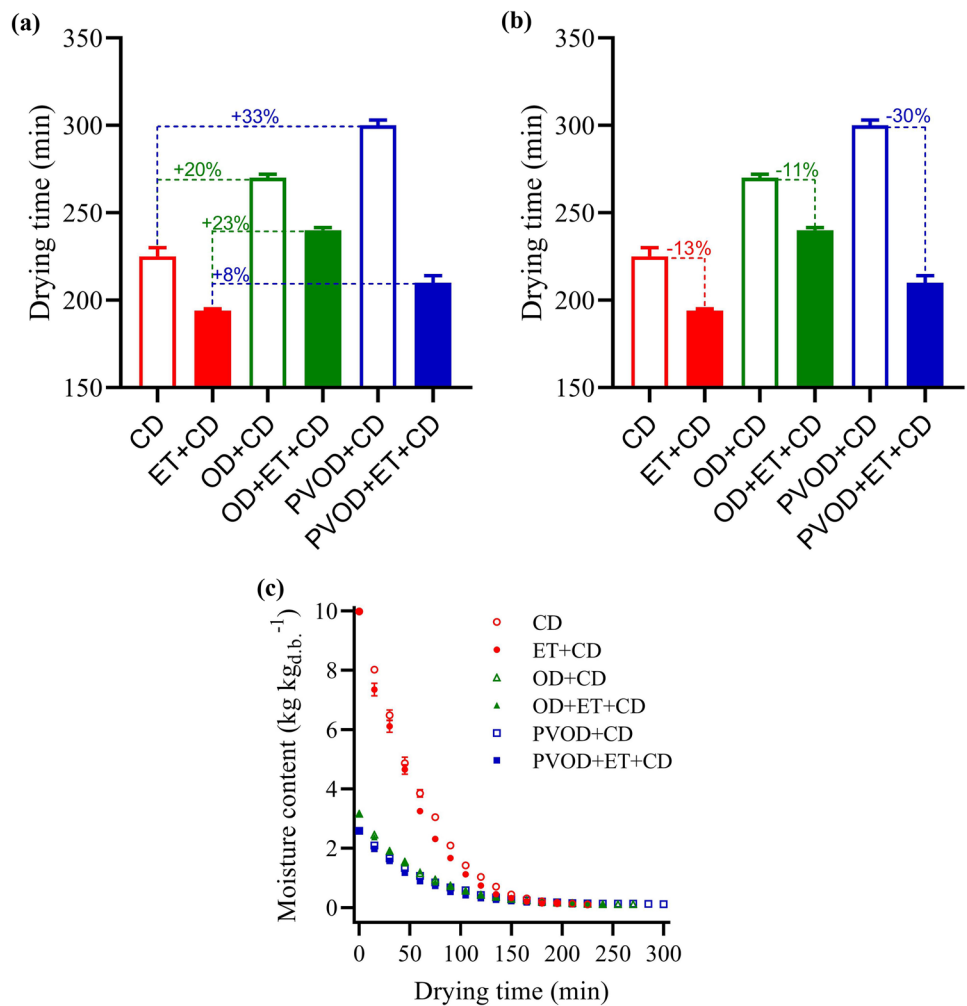 (a)
350
300
250
200
150
Drying time (min)
+33%
+20%
+23%
+8%
CD
ET+CD
OD+CD
OD+ET+CD
PVOD+CD
PVOD+ET+CD
(b)
350
300
250
200
150
Drying time (min)
-13%
-11%
-30%
CD
ET+CD
OD+CD
OD+ET+CD
PVOD+CD
PVOD+ET+CD
(c)
10
8
6
4
2
0
Moisture content (kg kg_d.b.^-1)
CD
ET+CD
OD+CD
OD+ET+CD
PVOD+CD
PVOD+ET+CD
0 50 100 150 200 250 300
Drying time (min)